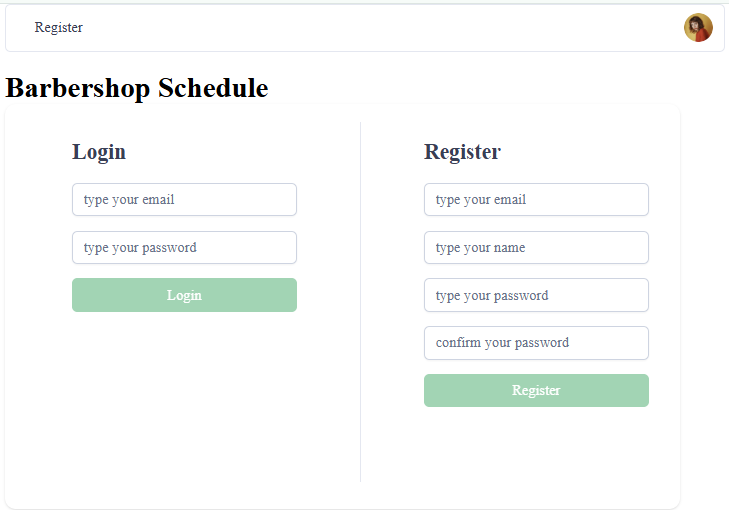 Register
Barbershop Schedule
Login
type your email
type your password
Login
Register
type your email
type your name
type your password
confirm your password
Register